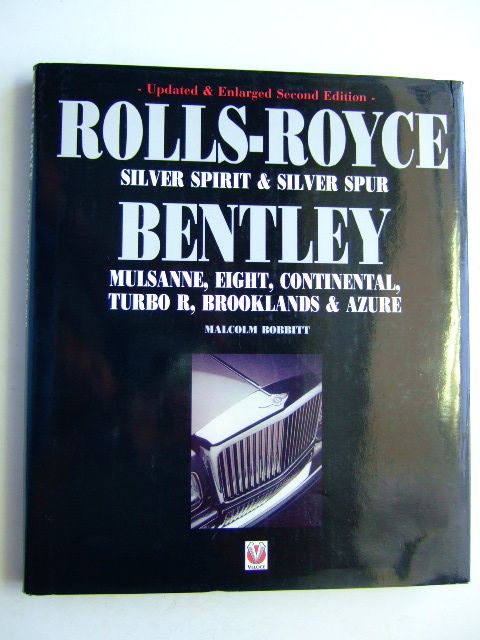 - Updated & Enlarged Second Edition -
ROLLS-ROYCE
SILVER SPIRIT & SILVER SPUR
BENTLEY
MULSANNE, EIGHT, CONTINENTAL,
TURBO R, BROOKLANDS & AZURE
MALCOLM BOBBITT
VELOCE